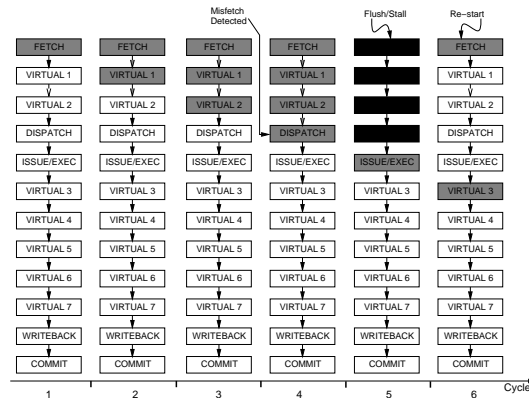 Misfetch Detected Flush/Stall Re-start
FETCH FETCH FETCH FETCH FETCH
VIRTUAL 1 VIRTUAL 1 VIRTUAL 1 VIRTUAL 1 VIRTUAL 1
VIRTUAL 2 VIRTUAL 2 VIRTUAL 2 VIRTUAL 2 VIRTUAL 2
DISPATCH DISPATCH DISPATCH DISPATCH DISPATCH
ISSUE/EXEC ISSUE/EXEC ISSUE/EXEC ISSUE/EXEC ISSUE/EXEC ISSUE/EXEC
VIRTUAL 3 VIRTUAL 3 VIRTUAL 3 VIRTUAL 3 VIRTUAL 3 VIRTUAL 3
VIRTUAL 4 VIRTUAL 4 VIRTUAL 4 VIRTUAL 4 VIRTUAL 4 VIRTUAL 4
VIRTUAL 5 VIRTUAL 5 VIRTUAL 5 VIRTUAL 5 VIRTUAL 5 VIRTUAL 5
VIRTUAL 6 VIRTUAL 6 VIRTUAL 6 VIRTUAL 6 VIRTUAL 6 VIRTUAL 6
VIRTUAL 7 VIRTUAL 7 VIRTUAL 7 VIRTUAL 7 VIRTUAL 7 VIRTUAL 7
WRITEBACK WRITEBACK WRITEBACK WRITEBACK WRITEBACK WRITEBACK
COMMIT COMMIT COMMIT COMMIT COMMIT COMMIT
Cycle
1 2 3 4 5 6